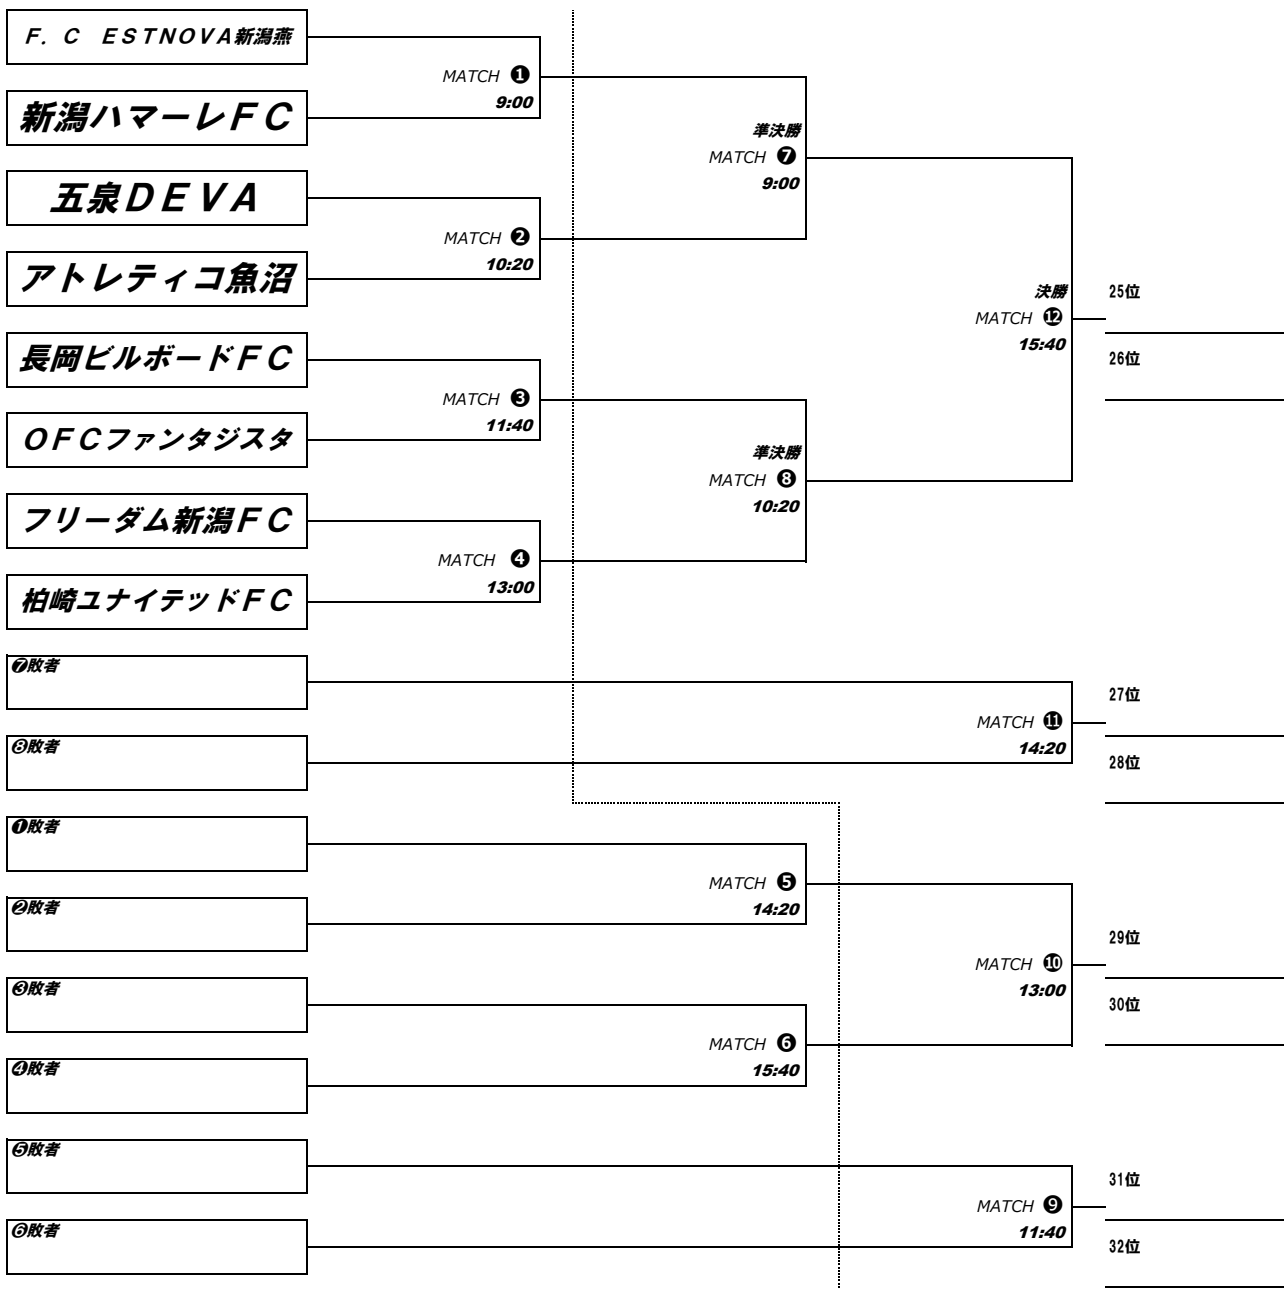 Ｆ．Ｃ　ＥＳＴＮＯＶＡ新潟燕
MATCH ❶
9:00
新潟ハマーレＦＣ
準決勝
MATCH ❼
9:00
五泉ＤＥＶＡ
MATCH ❷
10:20
アトレティコ魚沼
決勝
MATCH ⓬
15:40
25位
26位
長岡ビルボードＦＣ
MATCH ❸
11:40
ＯＦＣファンタジスタ
準決勝
MATCH ❽
10:20
フリーダム新潟ＦＣ
MATCH ❹
13:00
柏崎ユナイテッドＦＣ
❼敗者
MATCH ⓫
14:20
27位
28位
❽敗者
❶敗者
MATCH ❺
14:20
❷敗者
MATCH ❿
13:00
29位
30位
❸敗者
MATCH ❻
15:40
❹敗者
❺敗者
MATCH ❾
11:40
31位
32位
❻敗者